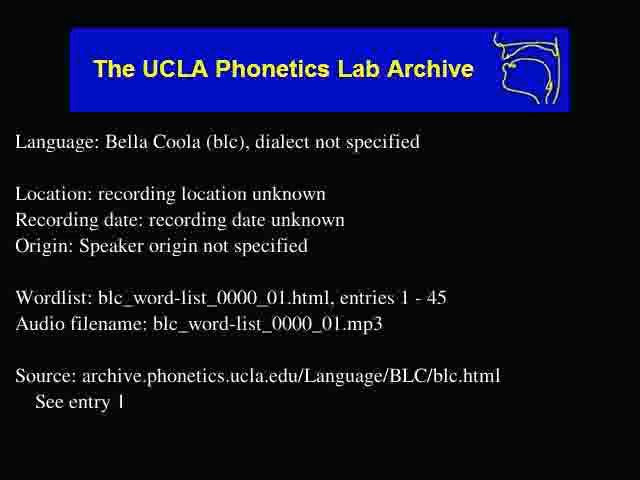 The UCLA Phonetics Lab Archive
Language: Bella Coola (blc), dialect not specified
Location: recording location unknown
Recording date: recording date unknown
Origin: Speaker origin not specified
Wordlist: blc_word-list_0000_01.html, entries 1 - 45
Audio filename: blc_word-list_0000_01.mp3
Source: archive.phonetics.ucla.edu/Language/BLC/blc.html
See entry 1